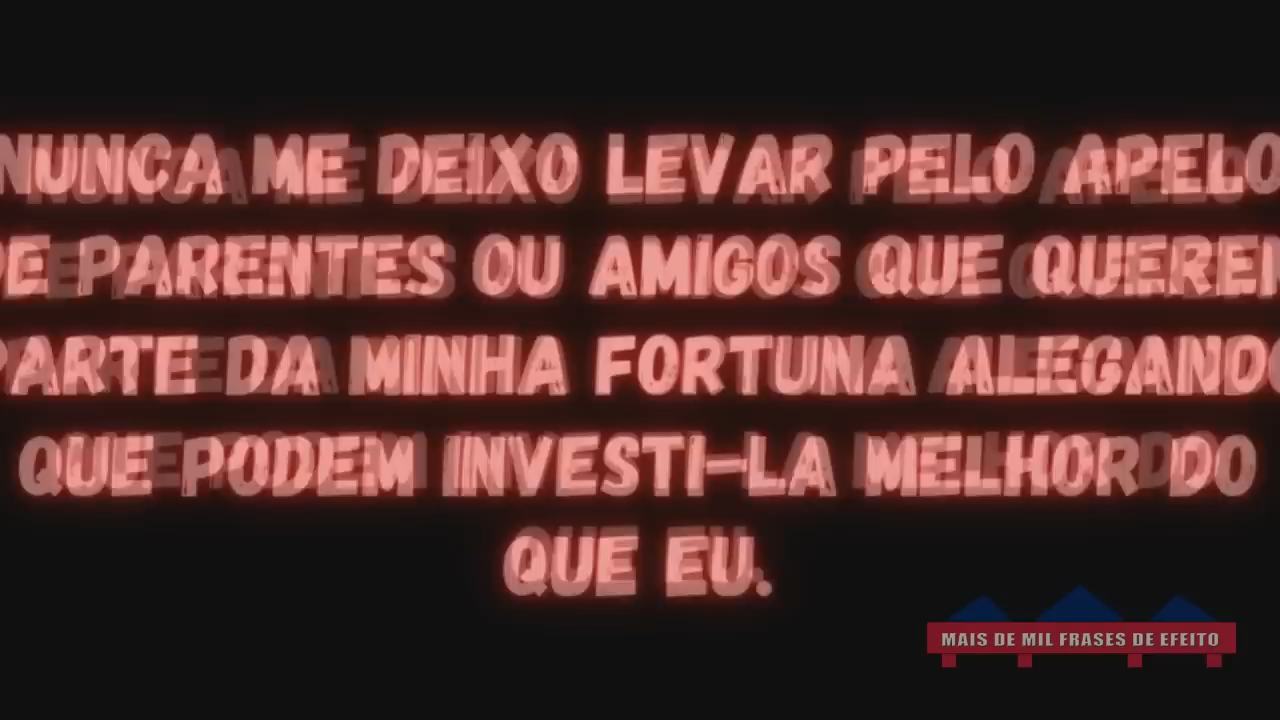 NUNCA ME DEIXO LEVAR PELO APELO
DE PARENTES OU AMIGOS QUE QUEREM
PARTE DA MINHA FORTUNA ALEGANDO
QUE PODEM INVESTI-LA MELHOR DO
QUE EU.
MAIS DE MIL FRASES DE EFEITO